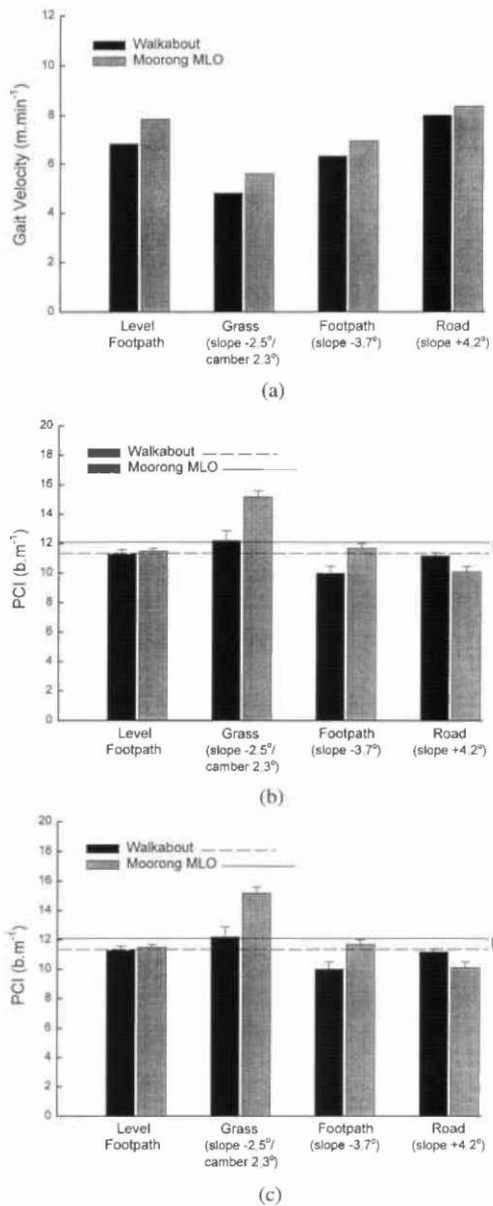 12
10
8
6
4
2
0
Gait Velocity (m.min⁻¹)
Walkabout
Moorong MLO
Level
Footpath
Grass
(slope -2.5°/
camber 2.3°)
Footpath
(slope -3.7°)
Road
(slope +4.2°)
(a)
20
18
16
14
12
10
8
6
4
2
0
PCI (b.m⁻¹)
Walkabout
Moorong MLO
Level
Footpath
Grass
(slope -2.5°/
camber 2.3°)
Footpath
(slope -3.7°)
Road
(slope +4.2°)
(b)
20
18
16
14
12
10
8
6
4
2
0
PCI (b.m⁻¹)
Walkabout
Moorong MLO
Level
Footpath
Grass
(slope -2.5°/
camber 2.3°)
Footpath
(slope -3.7°)
Road
(slope +4.2°)
(c)